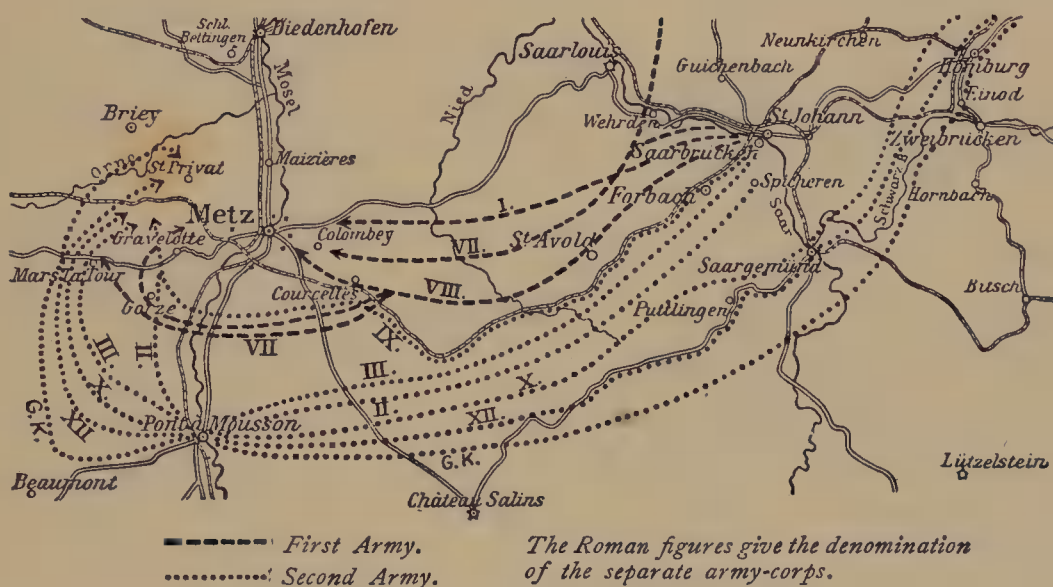 Schl.
Bettingen
Diedenhofen
Saarlouis
Neunkirchen
Guichenbach
Homburg
Einod
Mosel
Nied
Briey
Wehrden
St Johann
Zweibrücken
Orne
St Privat
Maizières
Saarbrücken
Metz
Forbach
Spicheren
Schwarz B.
Hornbach
I.
Saar
Gravelotte
Colombey
VII.
St Avold
Mars la Tour
Saargemünd
Courcelles
VIII.
Püttlingen
Bitsch
Gorze
VII
IX.
III.
II.
III.
X
X.
II
G.K.
XII
XII.
Pont à Mousson
G.K.
Beaumont
Lützelstein
Château Salins
First Army.
Second Army.
The Roman figures give the denomination
of the separate army-corps.